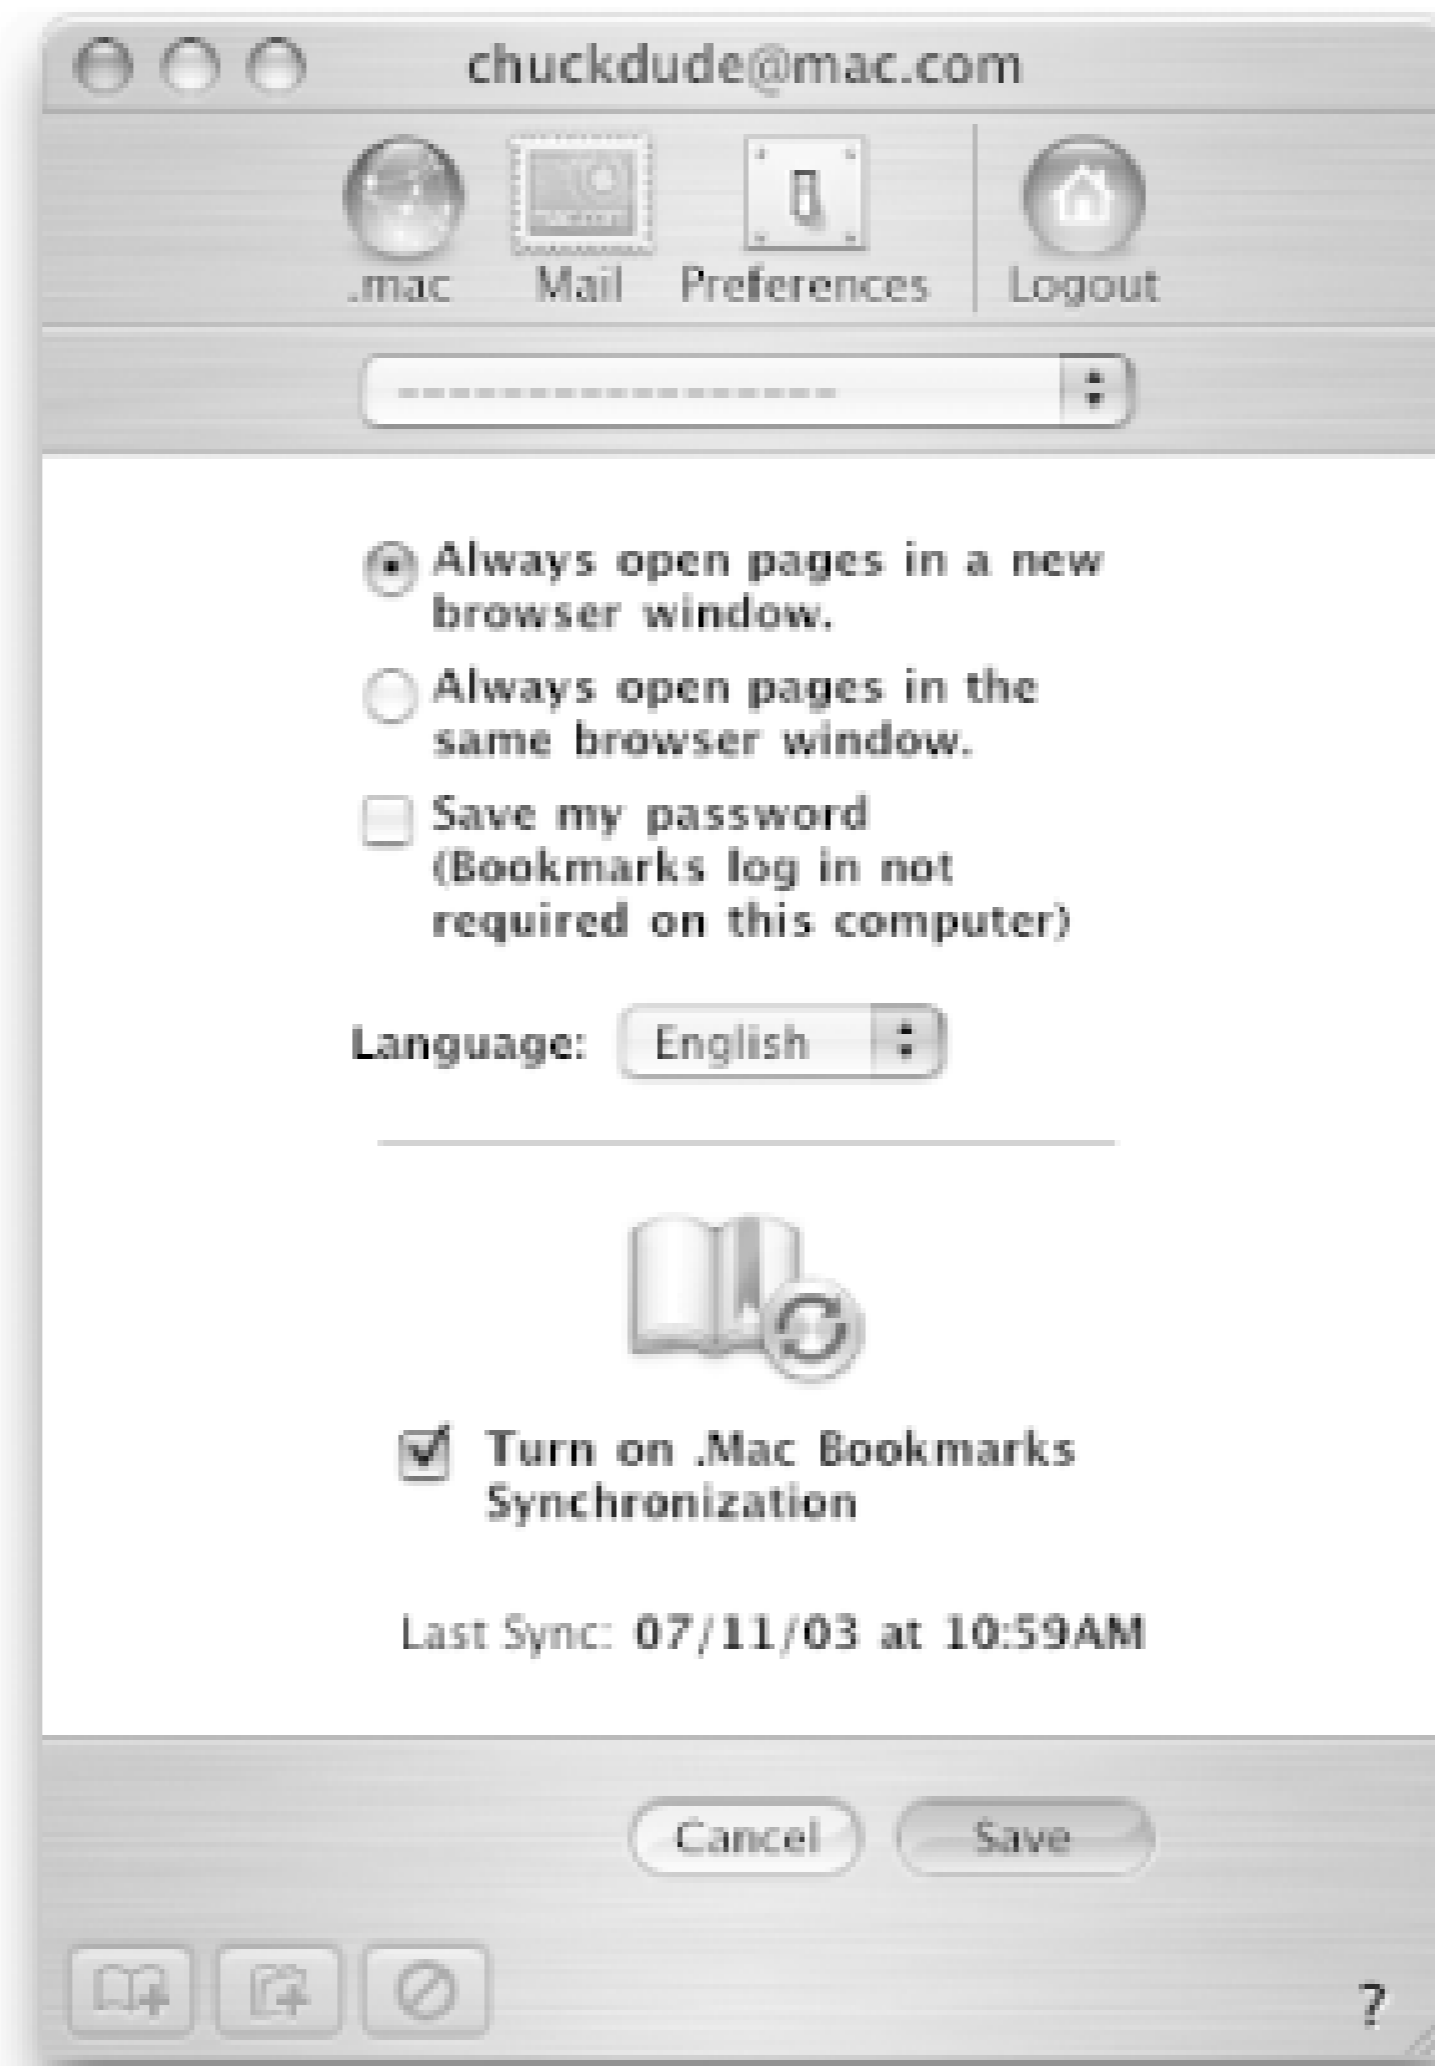 chuckdude@mac.com
.mac Mail Preferences Logout
----------------
Always open pages in a new
browser window.
Always open pages in the
same browser window.
Save my password
(Bookmarks log in not
required on this computer)
Language: English
Turn on .Mac Bookmarks
Synchronization
Last Sync: 07/11/03 at 10:59AM
Cancel Save
?